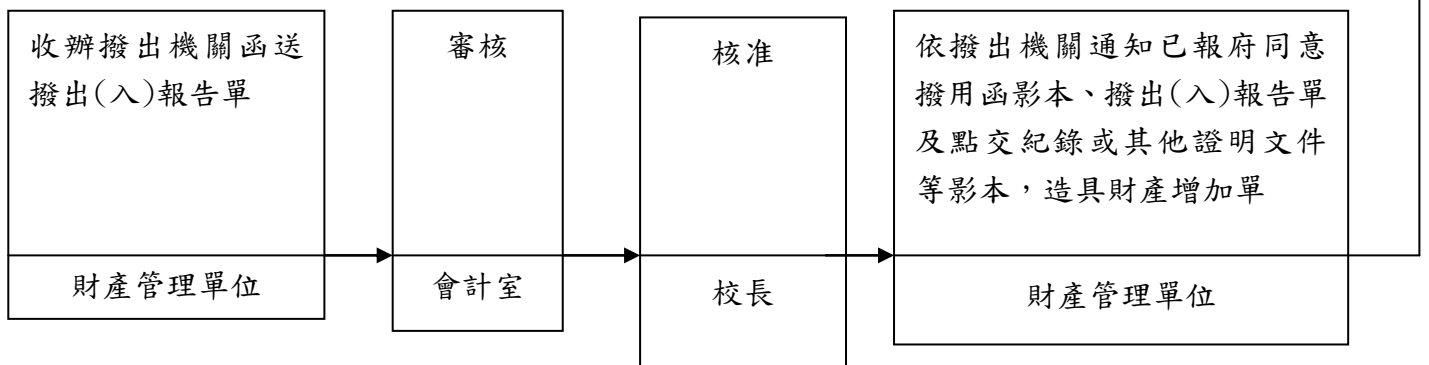 收辦撥出機關函送
撥出(入)報告單
財產管理單位
審核
會計室
核准
校長
依撥出機關通知已報府同意
撥用函影本、撥出(入)報告單
及點交紀錄或其他證明文件
等影本，造具財產增加單
財產管理單位